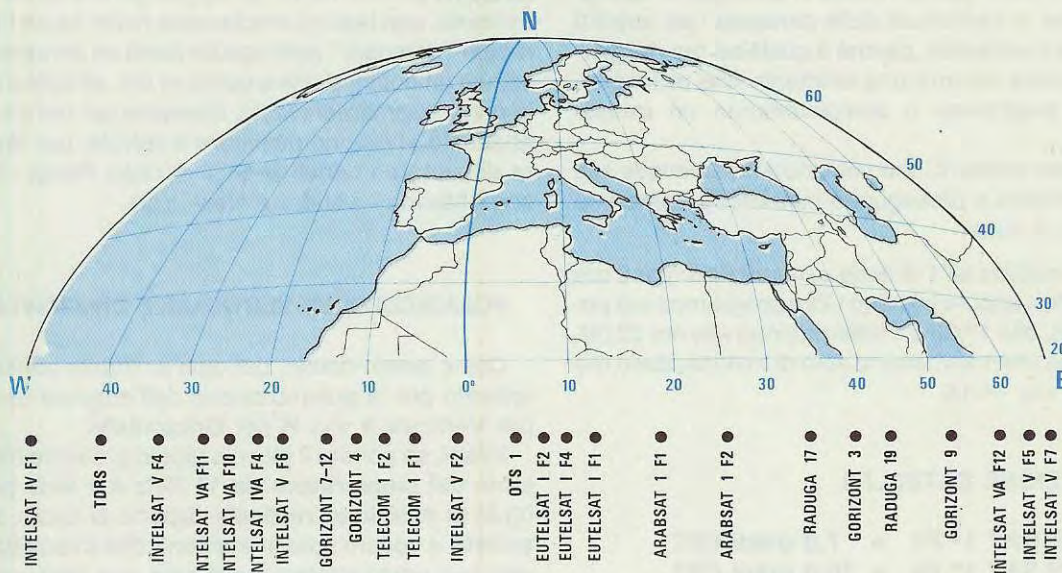 N
60
50
40
30
20
W
40
30
20
10
0°
10
20
30
40
50
60
E
INTELSAT IV F1
TDRS
INTELSAT V F4
INTELSAT VA F11
INTELSAT VA F10
INTELSAT IVA F4
INTELSAT V F6
GORIZONT 7-12
GORIZONT 4
TELECOM F2
TELECOM F1
INTELSAT V F2
OTS 1
EUTELSAT F2
EUTELSAT I F4
EUTELSAT I F1
ARABSAT 1 F1
ARABSAT 1 F2
RADUGA 17
GORIZONT 3
RADUGA 19
GORIZONT 9
INTELSAT VA F12
INTELSAT V F5
INTELSAT V F7